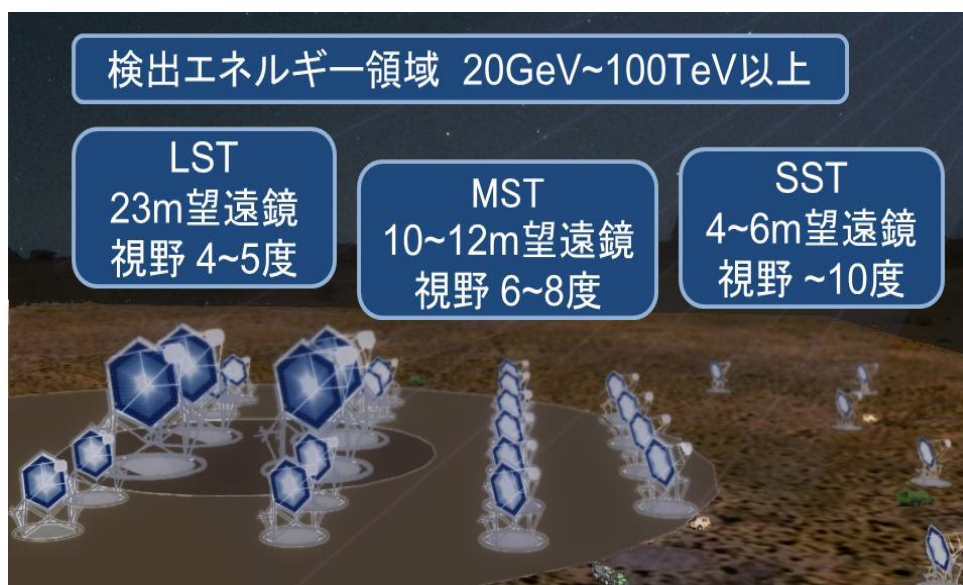 検出エネルギー領域 20GeV~100TeV以上
LST
23m望遠鏡
視野 4~5度
MST
10~12m望遠鏡
視野 6~8度
SST
4~6m望遠鏡
視野 ~10度